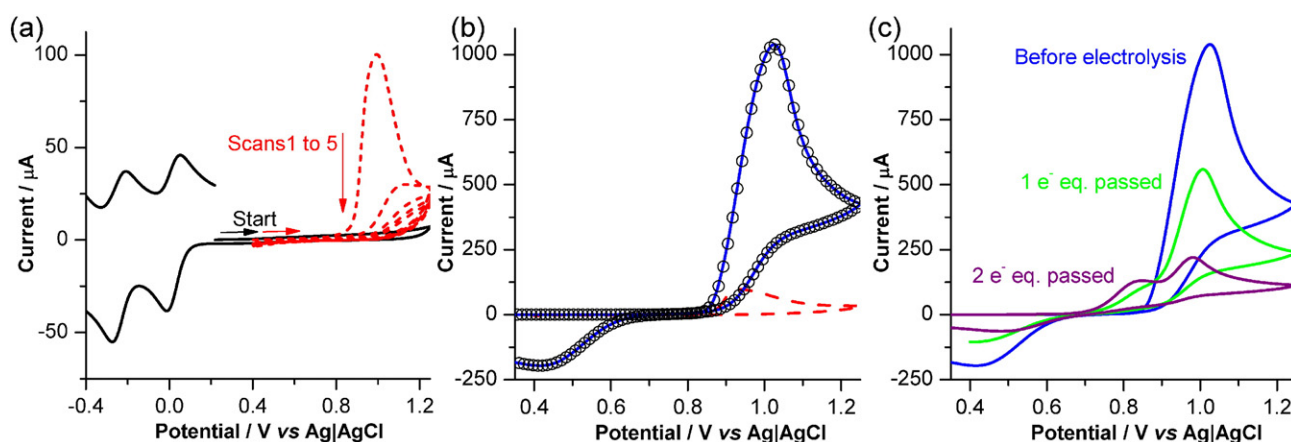 (a)
100
50
0
-50
Current / µA
Scans1 to 5
Start
-0.4 0.0 0.4 0.8 1.2
Potential / V vs Ag|AgCl
(b)
1000
750
500
250
0
-250
Current / µA
0.4 0.6 0.8 1.0 1.2
Potential / V vs Ag|AgCl
(c)
1000
750
500
250
0
-250
Current / µA
Before electrolysis
1 e⁻ eq. passed
2 e⁻ eq. passed
0.4 0.6 0.8 1.0 1.2
Potential / V vs Ag|AgCl